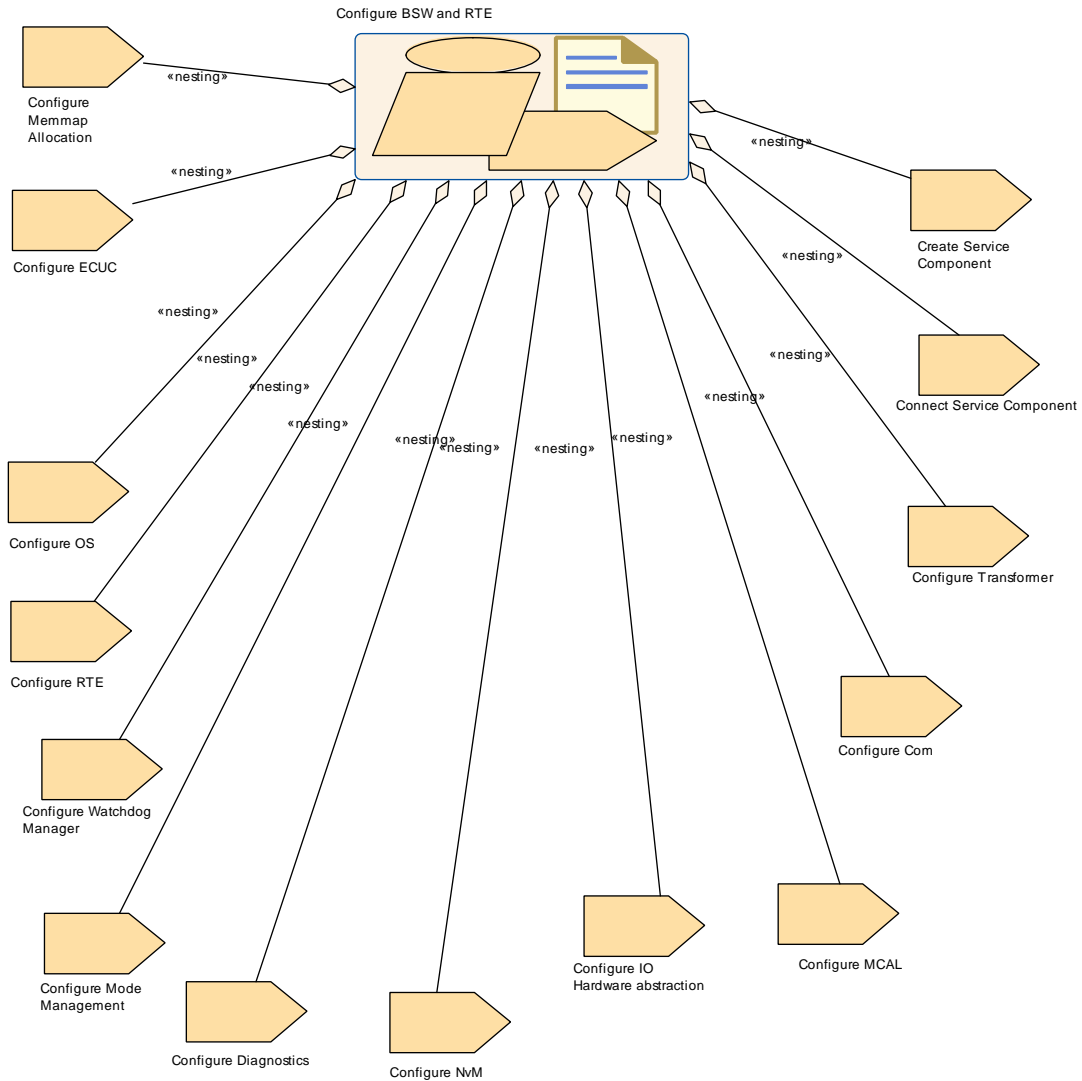 Configure BSW and RTE
«nesting»
Configure
Memmap
Allocation
«nesting»
«nesting»
Configure ECUC
Create Service
Component
«nesting»
«nesting»
«nesting»
«nesting»
«nesting»
«nesting»
«nesting»
Connect Service Component
«nesting»
«nesting»
«nesting»
«nesting»
Configure OS
Configure Transformer
Configure RTE
Configure Com
Configure Watchdog
Manager
Configure MCAL
Configure IO
Hardware abstraction
Configure Mode
Management
Configure Diagnostics
Configure NvM